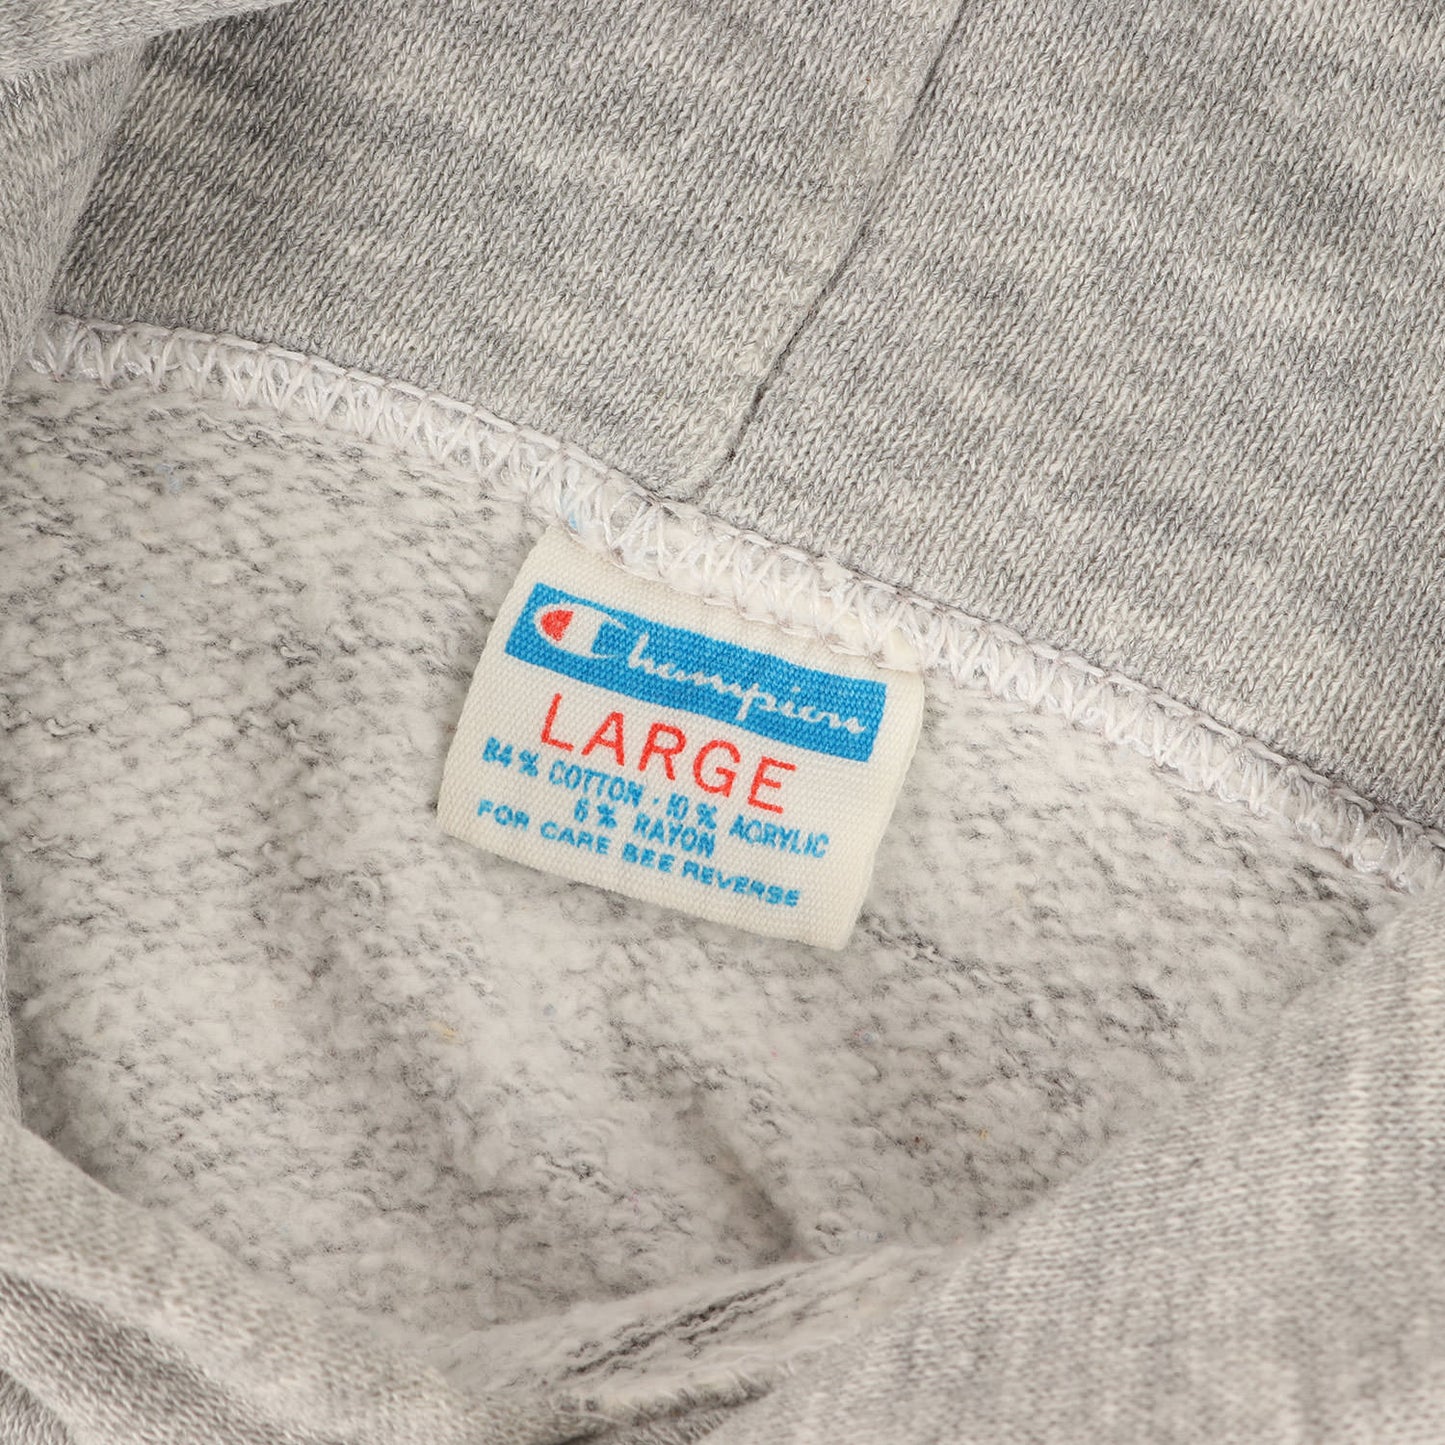 Champion
LARGE
84% COTTON · 10% ACRYLIC
6% RAYON
FOR CARE SEE REVERSE